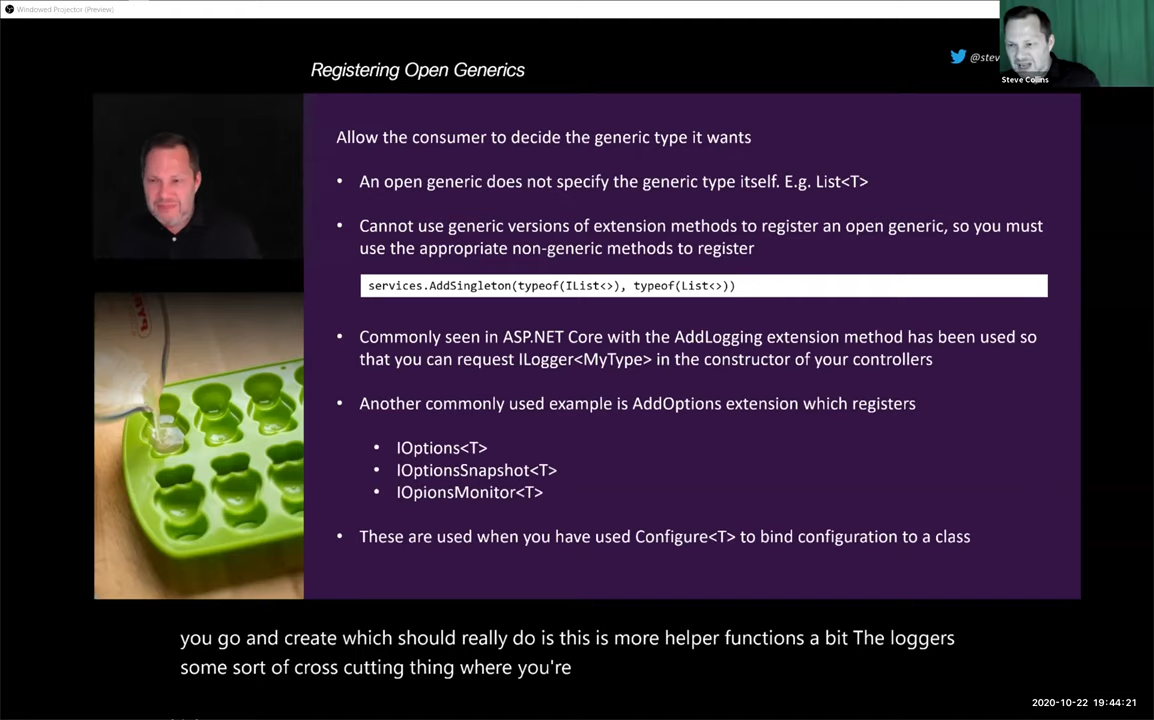 Windowed Projector (Preview)
@stev
Steve Collins
Registering Open Generics
Allow the consumer to decide the generic type it wants
• An open generic does not specify the generic type itself. E.g. List<T>
• Cannot use generic versions of extension methods to register an open generic, so you must
use the appropriate non-generic methods to register
services.AddSingleton(typeof(IList<>), typeof(List<>))
• Commonly seen in ASP.NET Core with the AddLogging extension method has been used so
that you can request ILogger<MyType> in the constructor of your controllers
• Another commonly used example is AddOptions extension which registers
• IOptions<T>
• IOptionsSnapshot<T>
• IOpionsMonitor<T>
• These are used when you have used Configure<T> to bind configuration to a class
you go and create which should really do is this is more helper functions a bit The loggers
some sort of cross cutting thing where you're
2020-10-22 19:44:21